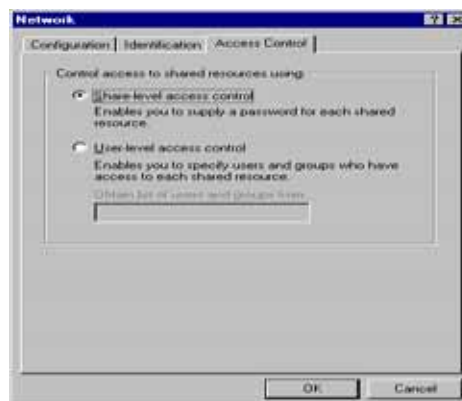 Network
Configuration Identification Access Control
Control access to shared resources using:
Share-level access control
Enables you to supply a password for each shared
resource.
User-level access control
Enables you to specify users and groups who have
access to each shared resource.
Obtain list of users and groups from:
OK
Cancel